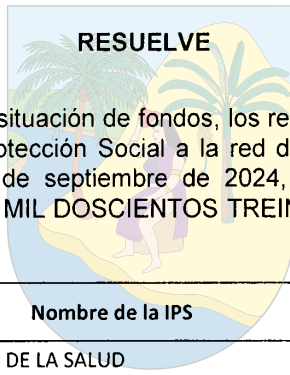 RESUELVE
situación de fondos, los re
otección Social a la red d
de septiembre de 2024,
MIL DOSCIENTOS TREIN
Nombre de la IPS
DE LA SALUD